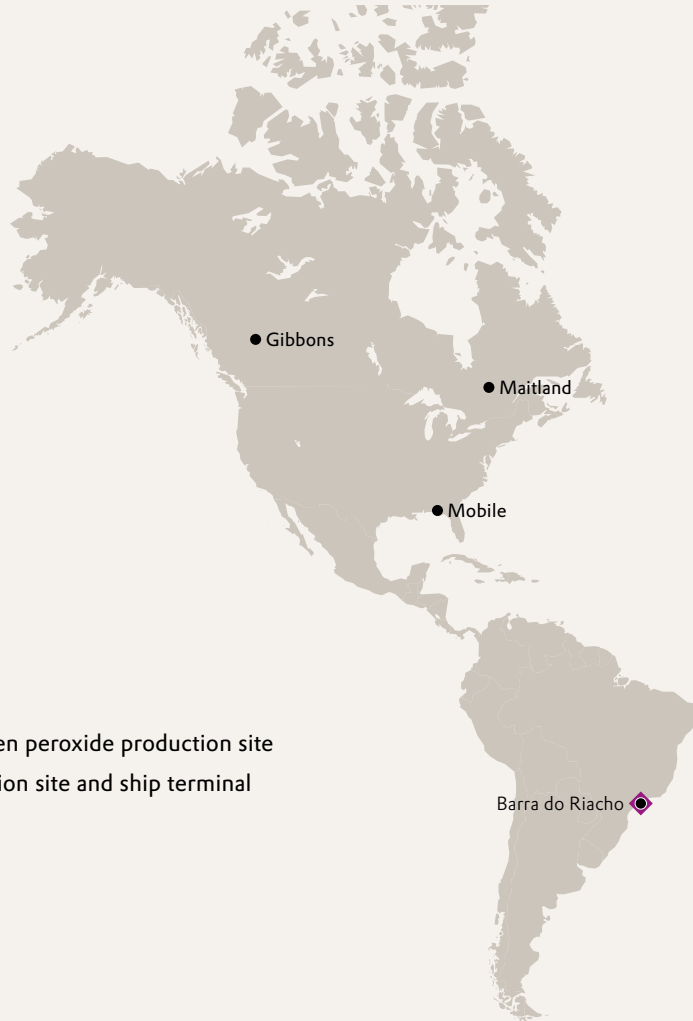 Gibbons
Maitland
Mobile
en peroxide production site
ion site and ship terminal
Barra do Riacho